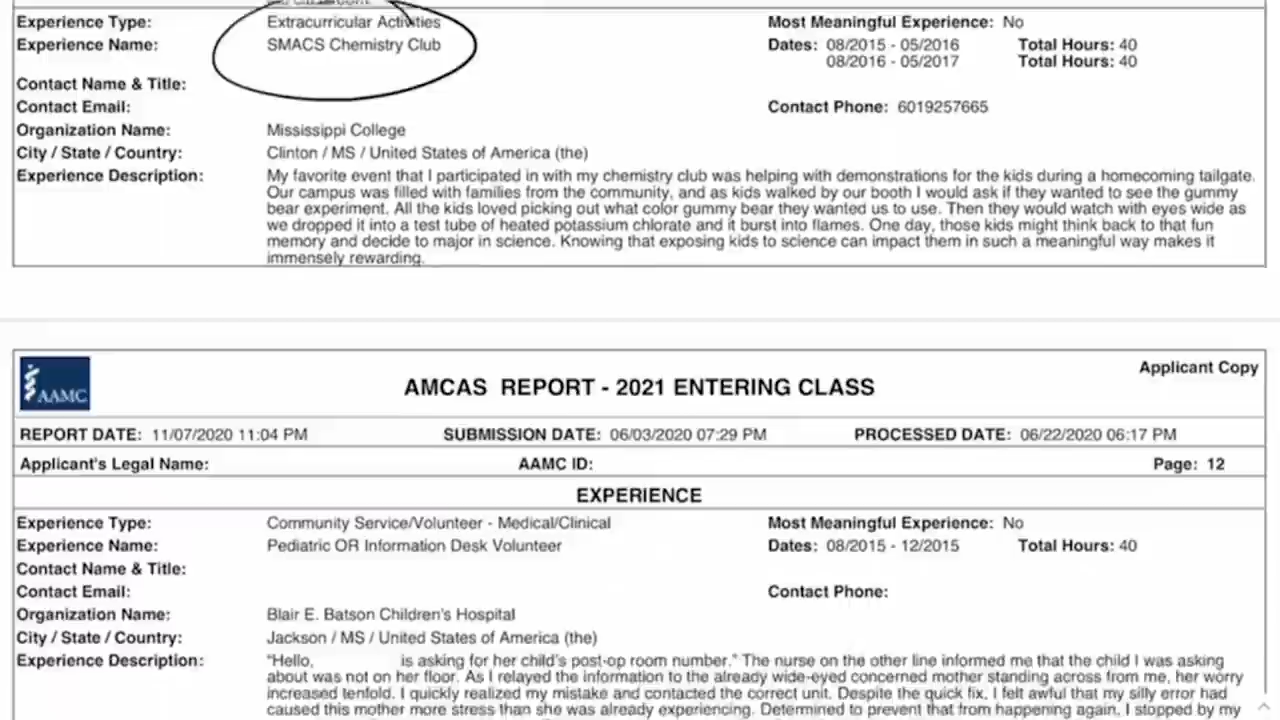 Experience Type: Extracurricular Activities Most Meaningful Experience: No
Experience Name: SMACS Chemistry Club Dates: 08/2015 - 05/2016 Total Hours: 40
08/2016 - 05/2017 Total Hours: 40
Contact Name & Title:
Contact Email: Contact Phone: 6019257665
Organization Name: Mississippi College
City / State / Country: Clinton / MS / United States of America (the)
Experience Description: My favorite event that I participated in with my chemistry club was helping with demonstrations for the kids during a homecoming tailgate.
Our campus was filled with families from the community, and as kids walked by our booth I would ask if they wanted to see the gummy
bear experiment. All the kids loved picking out what color gummy bear they wanted us to use. Then they would watch with eyes wide as
we dropped it into a test tube of heated potassium chlorate and it burst into flames. One day, those kids might think back to that fun
memory and decide to major in science. Knowing that exposing kids to science can impact them in such a meaningful way makes it
immensely rewarding.
AAMC
Applicant Copy
AMCAS REPORT - 2021 ENTERING CLASS
REPORT DATE: 11/07/2020 11:04 PM SUBMISSION DATE: 06/03/2020 07:29 PM PROCESSED DATE: 06/22/2020 06:17 PM
Applicant's Legal Name: AAMC ID: Page: 12
EXPERIENCE
Experience Type: Community Service/Volunteer - Medical/Clinical Most Meaningful Experience: No
Experience Name: Pediatric OR Information Desk Volunteer Dates: 08/2015 - 12/2015 Total Hours: 40
Contact Name & Title:
Contact Email: Contact Phone:
Organization Name: Blair E. Batson Children's Hospital
City / State / Country: Jackson / MS / United States of America (the)
Experience Description: "Hello, is asking for her child's post-op room number." The nurse on the other line informed me that the child I was asking
about was not on her floor. As I relayed the information to the already wide-eyed concerned mother standing across from me, her worry
increased tenfold. I quickly realized my mistake and contacted the correct unit. Despite the quick fix, I felt awful that my silly error had
caused this mother more stress than she was already experiencing. Determined to prevent that from happening again, I stopped by my